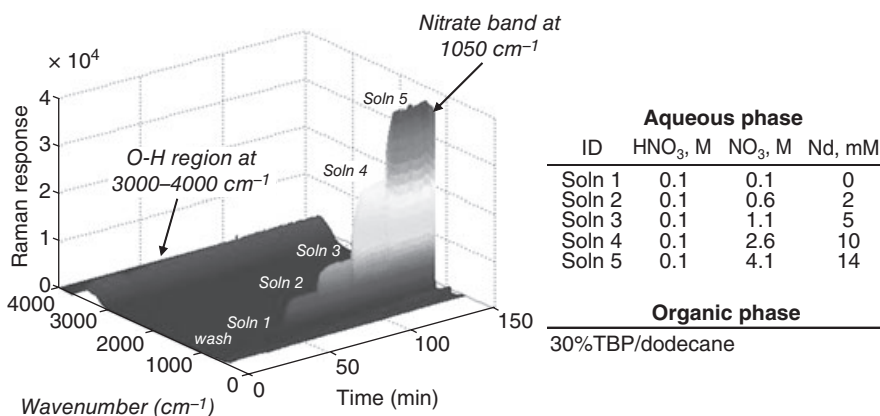 Nitrate band at
1050 cm⁻¹
× 10⁴
4
3
2
1
0
Raman response
O-H region at
3000–4000 cm⁻¹
Soln 5
Soln 4
Soln 3
Soln 2
Soln 1
wash
4000
3000
2000
1000
0
Wavenumber (cm⁻¹)
0
50
100
150
Time (min)
Aqueous phase
ID HNO₃, M NO₃, M Nd, mM
Soln 1 0.1 0.1 0
Soln 2 0.1 0.6 2
Soln 3 0.1 1.1 5
Soln 4 0.1 2.6 10
Soln 5 0.1 4.1 14
Organic phase
30%TBP/dodecane